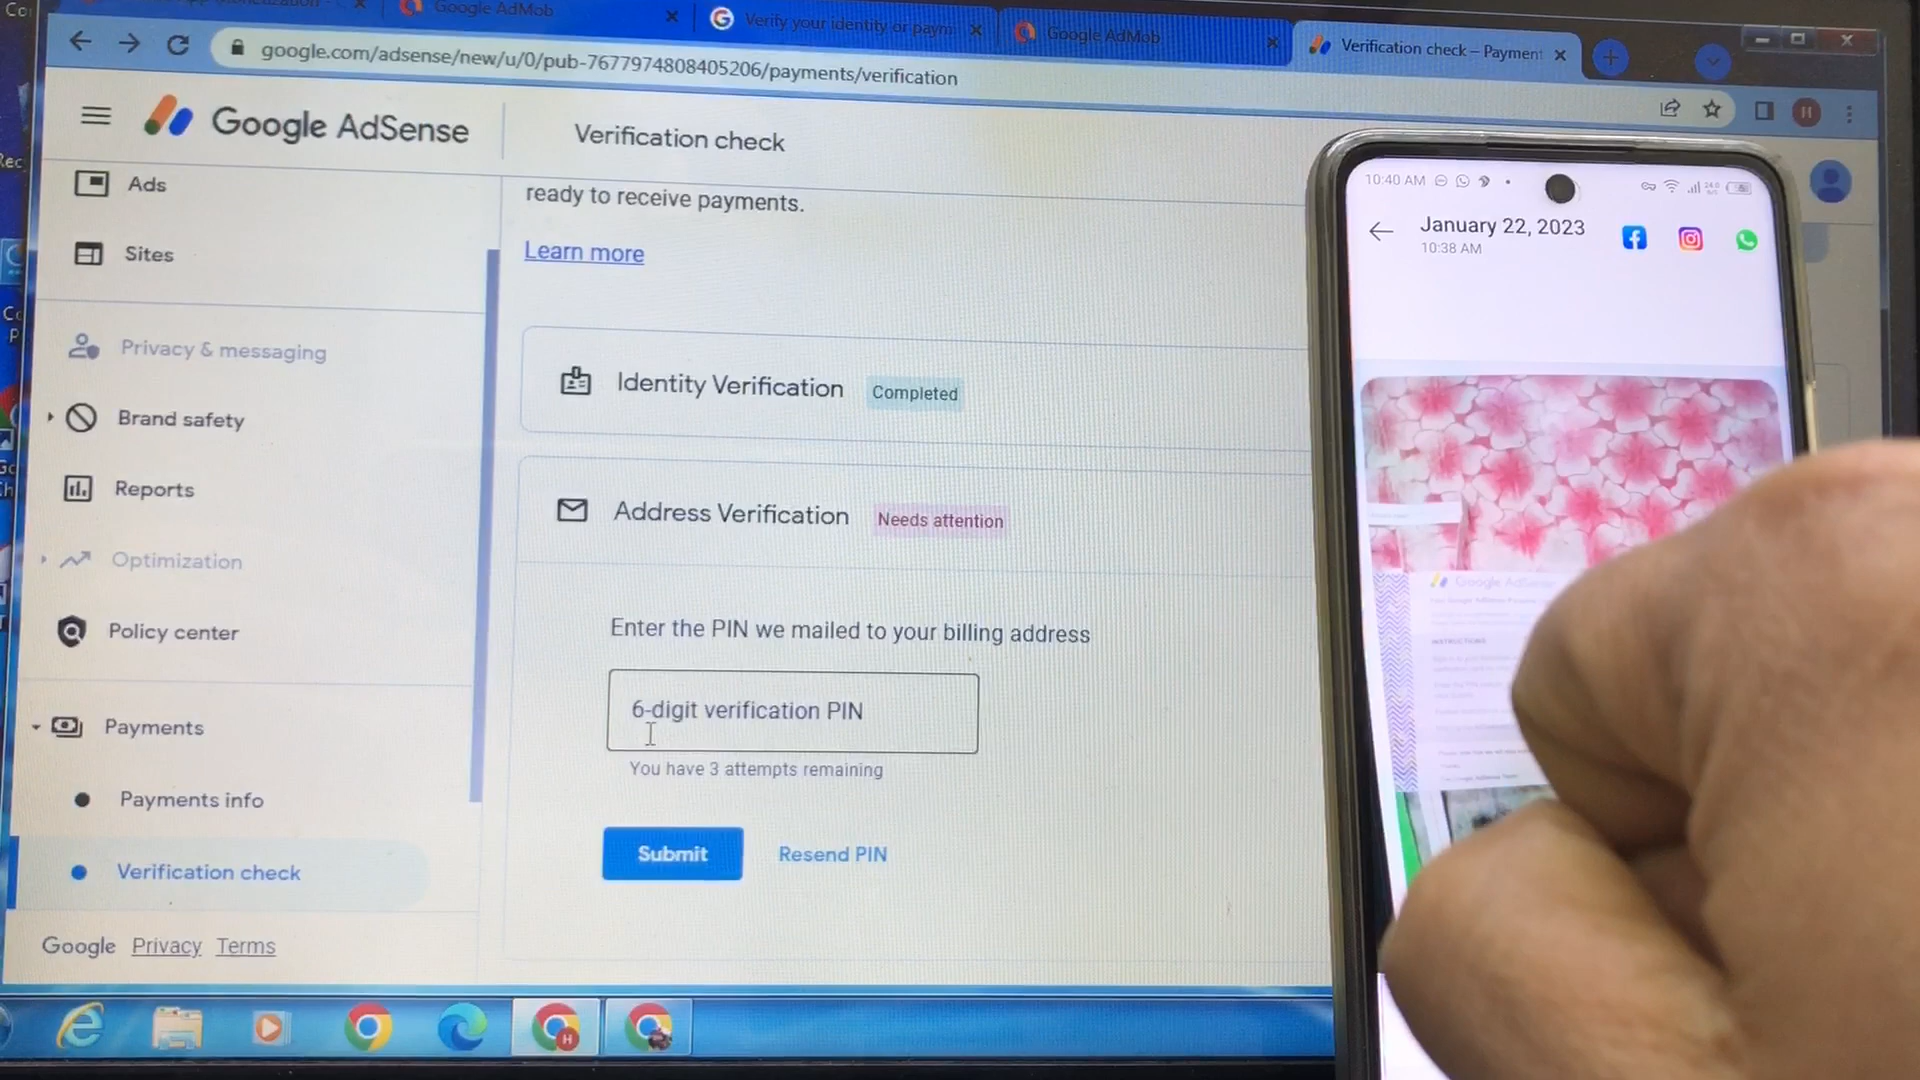 Google AdMob
Verify your identity or paym
Google AdMob
Verification check – Payment
google.com/adsense/new/u/0/pub-7677974808405206/payments/verification
H
Google AdSense
Verification check
Ads
Sites
Privacy & messaging
Brand safety
Reports
Optimization
Policy center
Payments
Payments info
Verification check
Google Privacy Terms
ready to receive payments.
Learn more
Identity Verification Completed
Address Verification Needs attention
Enter the PIN we mailed to your billing address
6-digit verification PIN
You have 3 attempts remaining
Submit Resend PIN
10:40 AM
January 22, 2023
10:38 AM
Google AdSense
INSTRUCTIONS
H